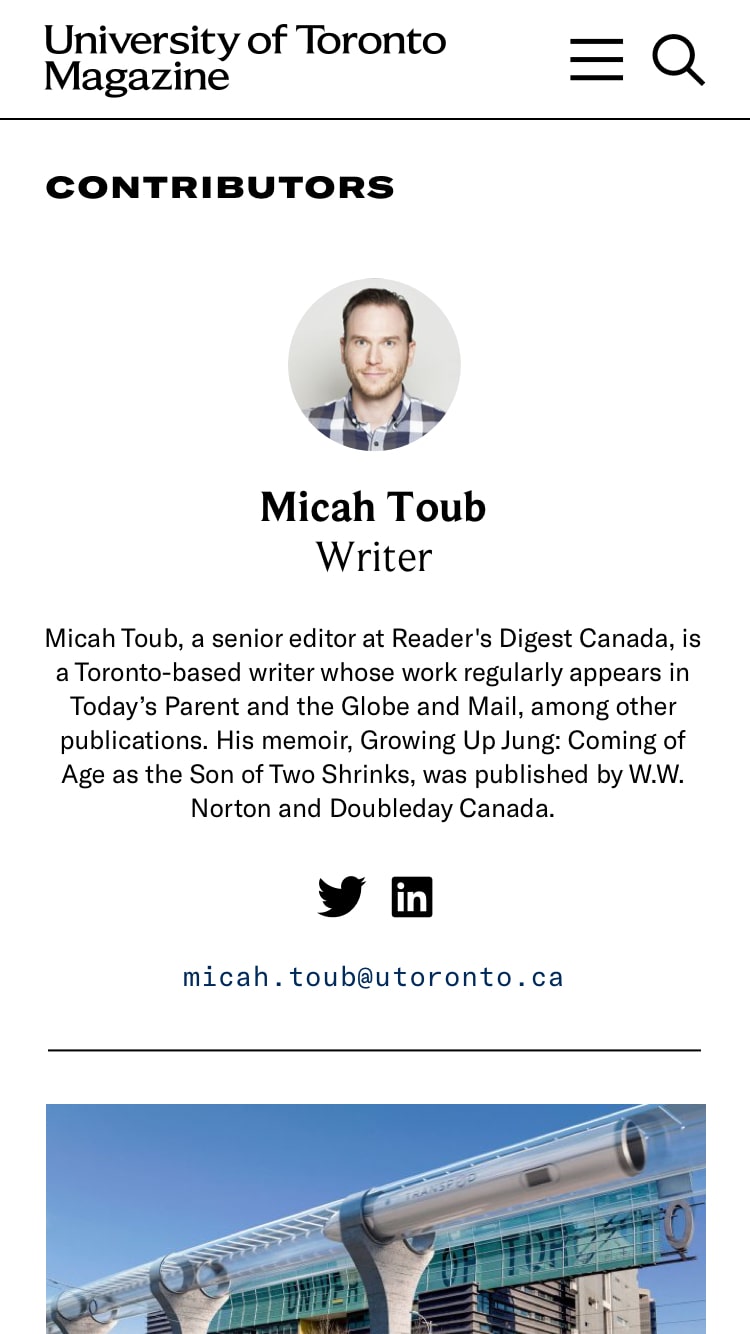 University of Toronto
Magazine
CONTRIBUTORS
Micah Toub
Writer
Micah Toub, a senior editor at Reader's Digest Canada, is
a Toronto-based writer whose work regularly appears in
Today’s Parent and the Globe and Mail, among other
publications. His memoir, Growing Up Jung: Coming of
Age as the Son of Two Shrinks, was published by W.W.
Norton and Doubleday Canada.
in
micah.toub@utoronto.ca
TRANSPOD